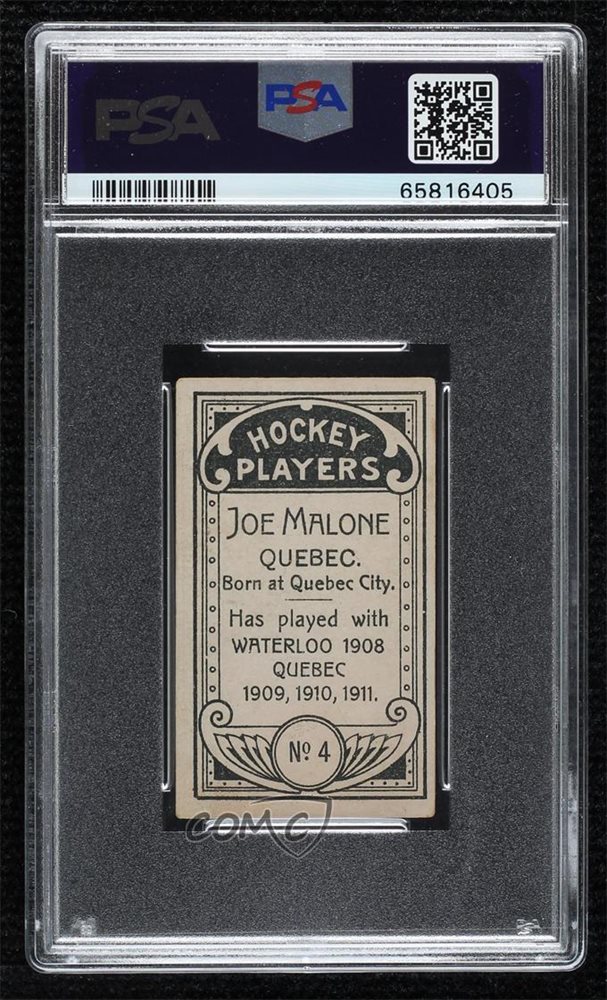 PSA
PSA
65816405
HOCKEY
PLAYERS
JOE MALONE
QUEBEC.
Born at Quebec City.
Has played with
WATERLOO 1908
QUEBEC
1909, 1910, 1911.
Nº 4
COMC